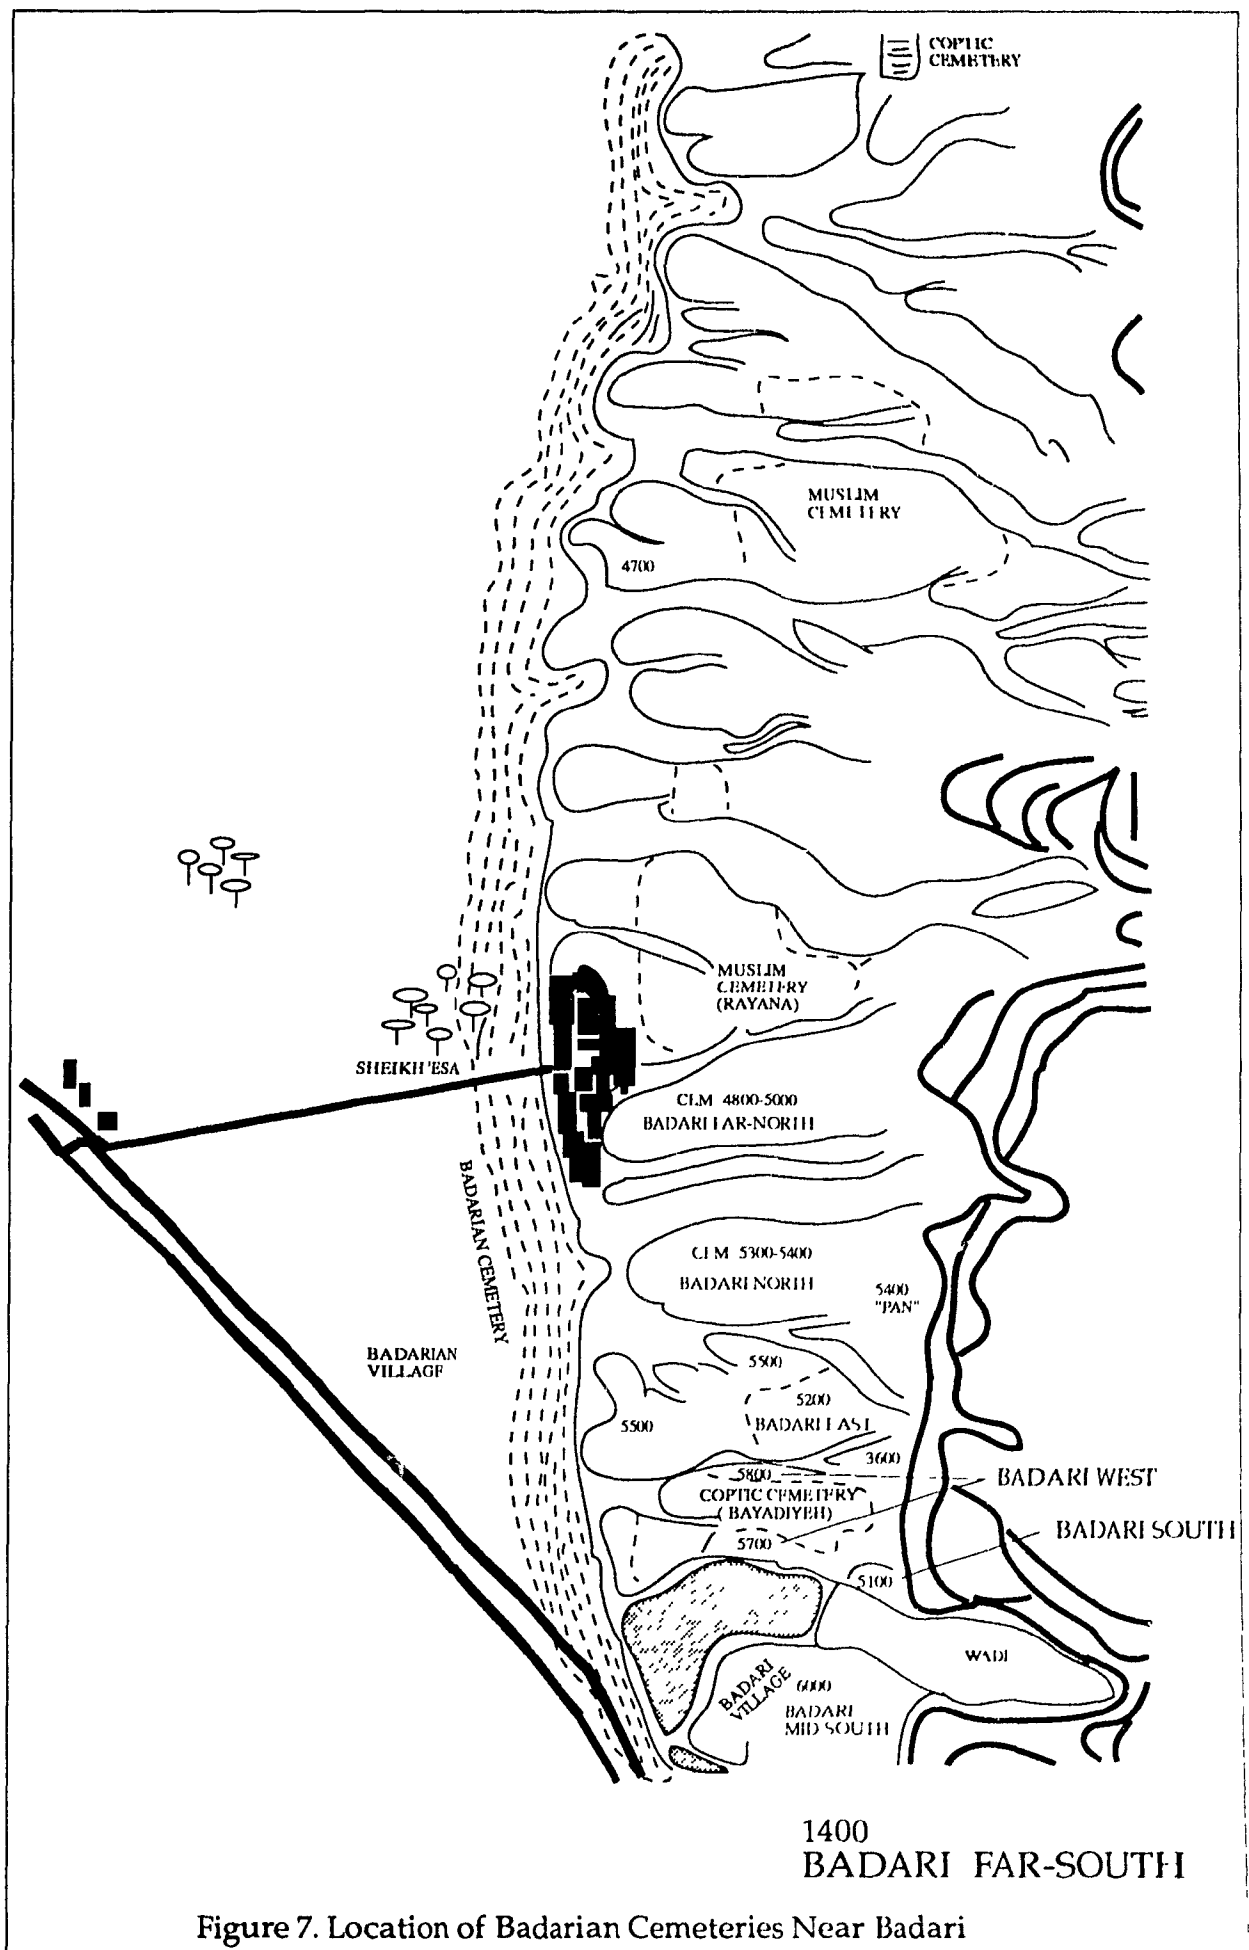 COPTIC
CEMETERY
MUSLIM
CEMETERY
4700
MUSLIM
CEMETERY
(RAYANA)
SHEIKH 'ESA
CEM 4800-5000
BADARI FAR-NORTH
BADARIAN CEMETERY
CEM 5300-5400
BADARI NORTH
5400
"PAN"
BADARIAN
VILLAGE
5500
5200
BADARI EAST
5500
3600
5800
BADARI WEST
COPTIC CEMETERY
(BAYADIYEH)
5700
BADARI SOUTH
5100
WADI
BADARI
VILLAGE
6000
BADARI
MID SOUTH
1400
BADARI FAR-SOUTH
Figure 7. Location of Badarian Cemeteries Near Badari